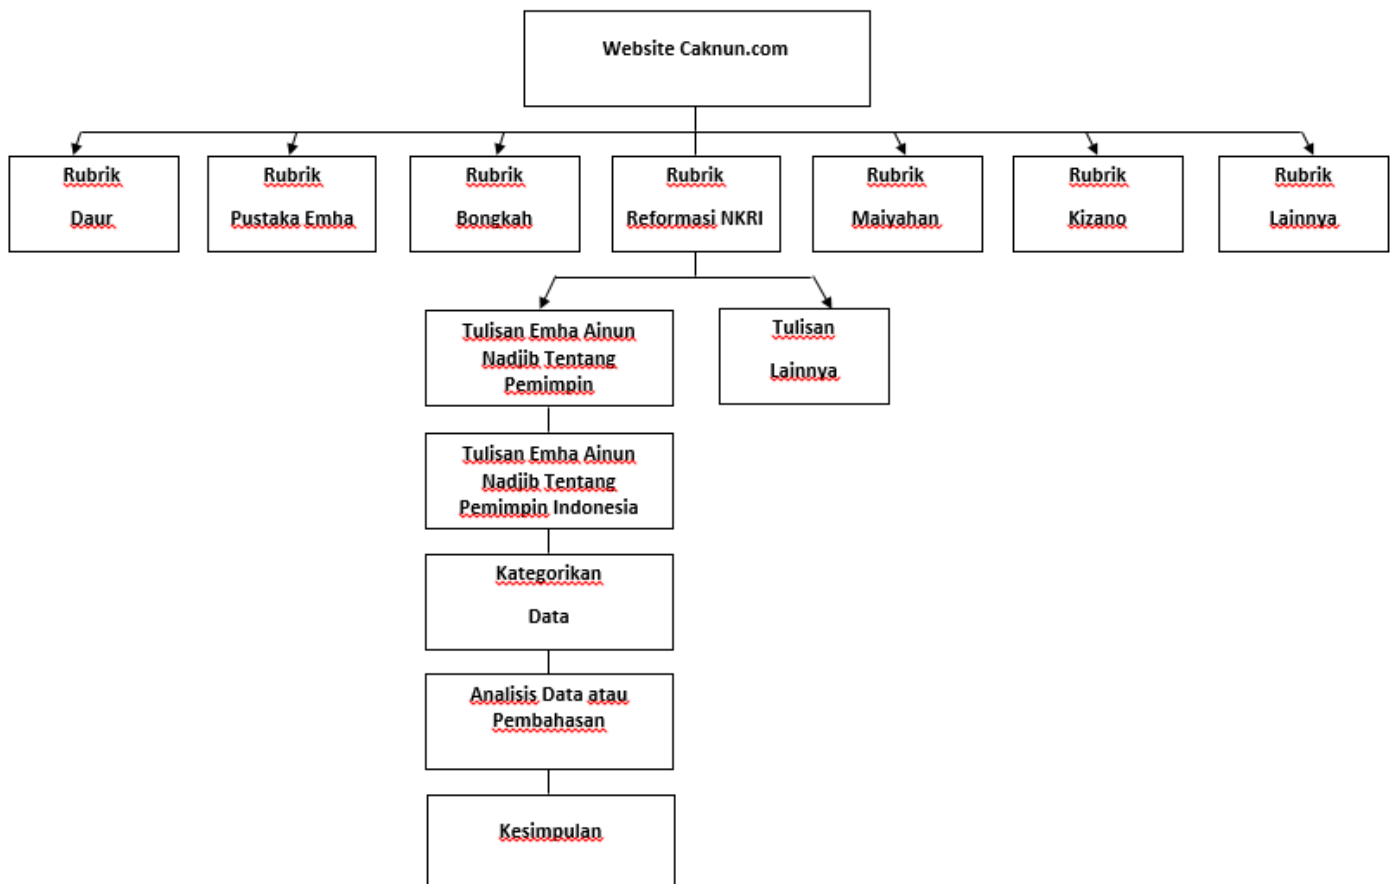 Website Caknun.com
Rubrik
Daur
Rubrik
Pustaka Emha
Rubrik
Bongkah
Rubrik
Reformasi NKRI
Rubrik
Maiyahan
Rubrik
Kizano
Rubrik
Lainnya
Tulisan Emha Ainun
Nadjib Tentang
Pemimpin
Tulisan
Lainnya
Tulisan Emha Ainun
Nadjib Tentang
Pemimpin Indonesia
Kategorikan
Data
Analisis Data atau
Pembahasan
Kesimpulan